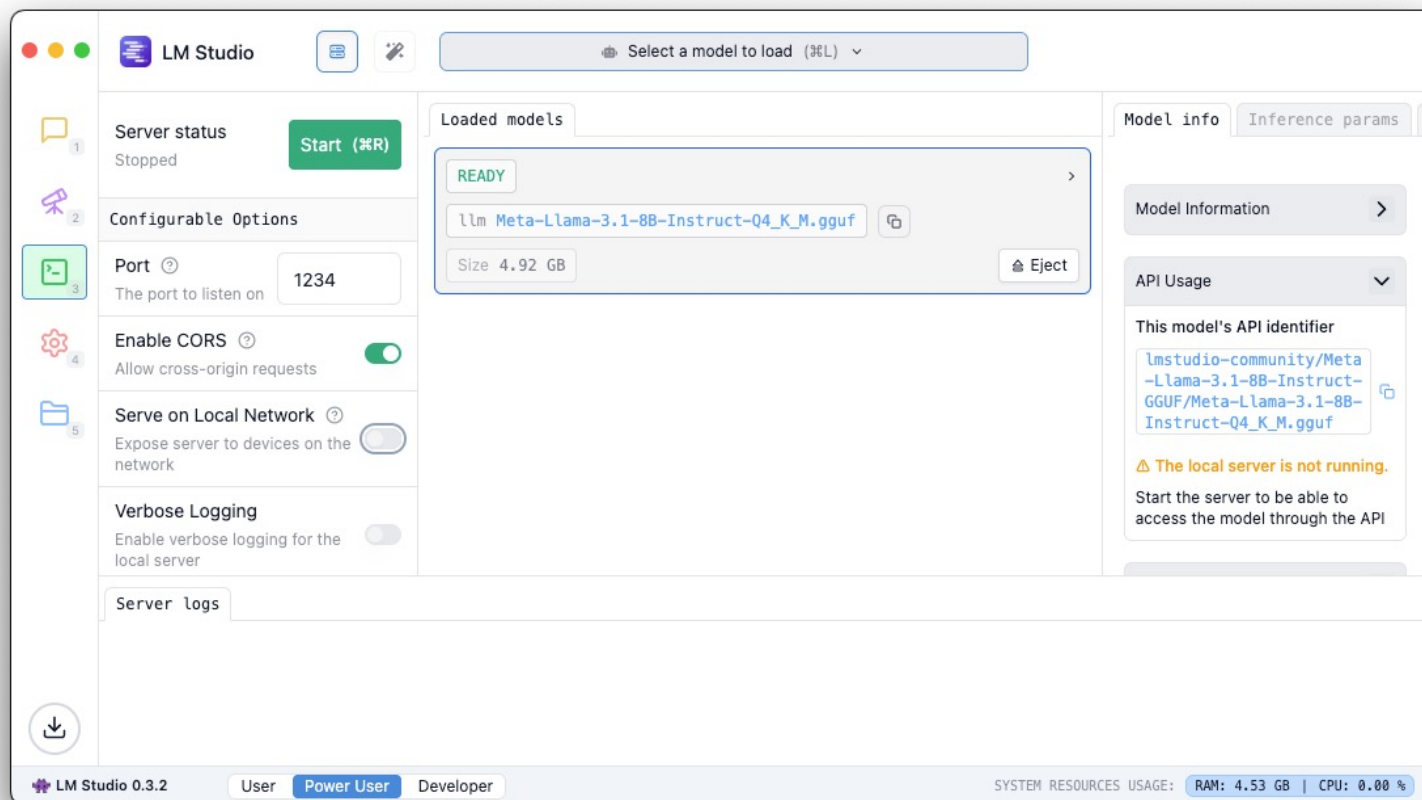 LM Studio
Select a model to load (⌘L)
1
2
3
4
5
Server status
Stopped
Start (⌘R)
Configurable Options
Port
The port to listen on
1234
Enable CORS
Allow cross-origin requests
Serve on Local Network
Expose server to devices on the
network
Verbose Logging
Enable verbose logging for the
local server
Loaded models
READY
llm Meta-Llama-3.1-8B-Instruct-Q4_K_M.gguf
Size 4.92 GB
Eject
Model info
Inference params
Model Information
API Usage
This model's API identifier
lmstudio-community/Meta
-Llama-3.1-8B-Instruct-
GGUF/Meta-Llama-3.1-8B-
Instruct-Q4_K_M.gguf
The local server is not running.
Start the server to be able to
access the model through the API
Server logs
LM Studio 0.3.2
User
Power User
Developer
SYSTEM RESOURCES USAGE:
RAM: 4.53 GB | CPU: 0.00 %